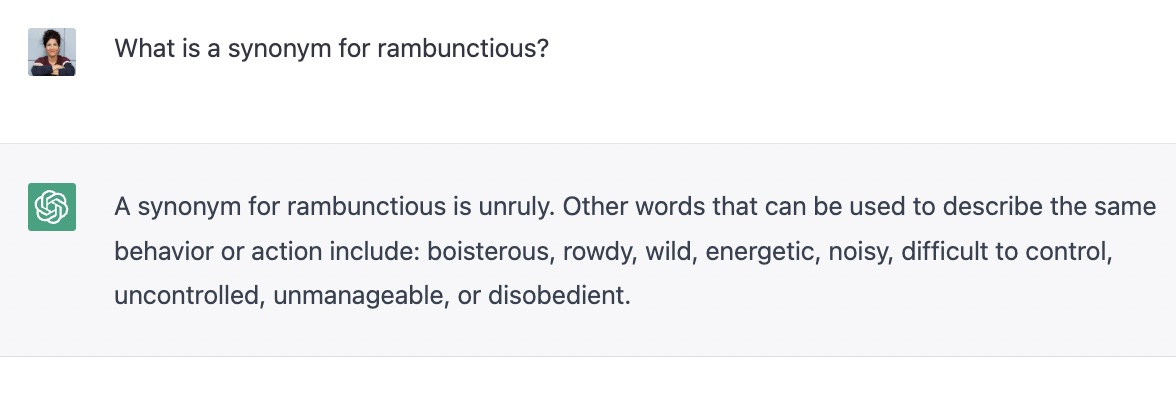 What is a synonym for rambunctious?
A synonym for rambunctious is unruly. Other words that can be used to describe the same
behavior or action include: boisterous, rowdy, wild, energetic, noisy, difficult to control,
uncontrolled, unmanageable, or disobedient.